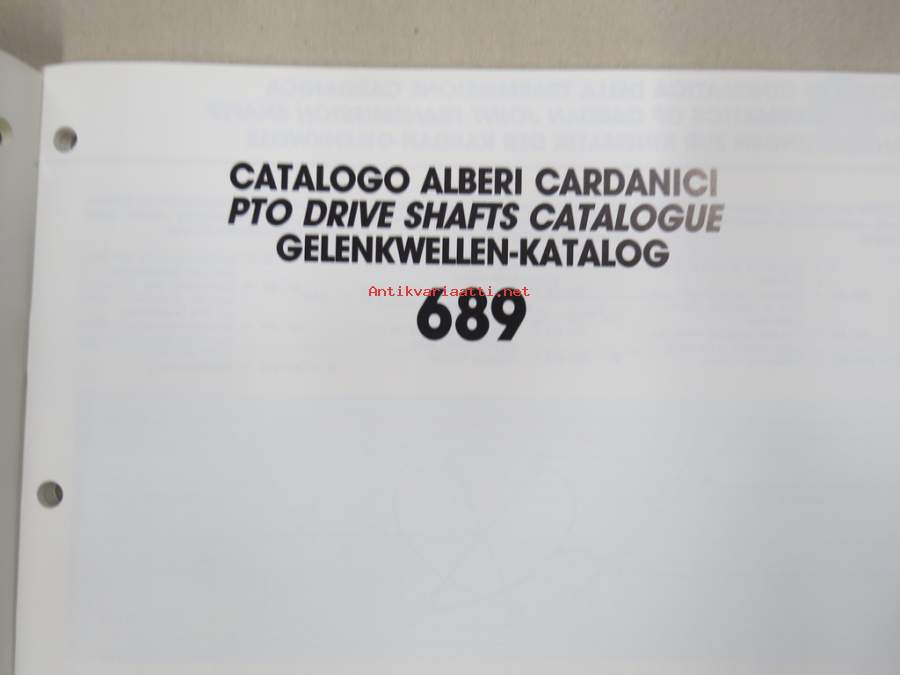 CATALOGO ALBERI CARDANICI
PTO DRIVE SHAFTS CATALOGUE
GELENKWELLEN-KATALOG
Antikvariaatti.net
689